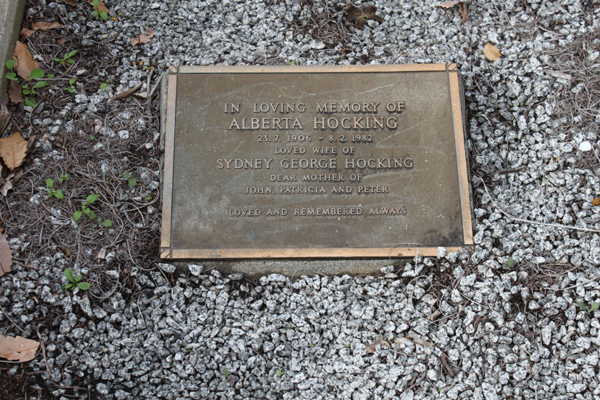 IN LOVING MEMORY OF
ALBERTA HOCKING
23.7.1906 - 8.2.1982
LOVED WIFE OF
SYDNEY GEORGE HOCKING
DEAR MOTHER OF
JOHN, PATRICIA AND PETER
LOVED AND REMEMBERED ALWAYS